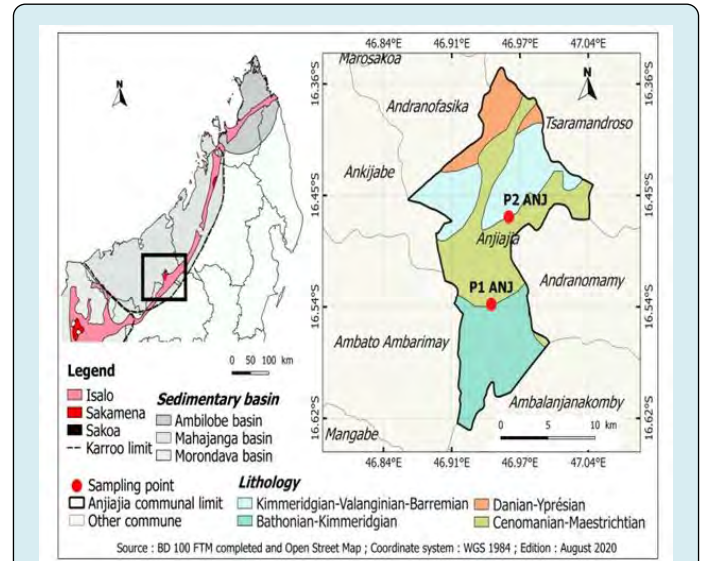 46.84°E 46.91°E 46.97°E 47.04°E
Marosakoa
N
N
16.36°S
16.36°S
Andranofasika
Tsaramandroso
Ankijabe
16.45°S
16.45°S
P2 ANJ
Anjiajia
P1 ANJ
Andranomamy
16.54°S
16.54°S
Ambato Ambarimay
0 50 100 km
Legend
Isalo
Sakamena
Sakoa
Karroo limit
Sedimentary basin
Ambilobe basin
Mahajanga basin
Morondava basin
Ambalanjanakomby
16.62°S
16.62°S
Mangabe
0 5 10 km
46.84°E 46.91°E 46.97°E 47.04°E
Sampling point
Anjiajia communal limit
Other commune
Lithology
Kimmeridgian-Valanginian-Barremian
Bathonian-Kimmeridgian
Danian-Yprésian
Cenomanian-Maestrichtian
Source : BD 100 FTM completed and Open Street Map ; Coordinate system : WGS 1984 ; Edition : August 2020